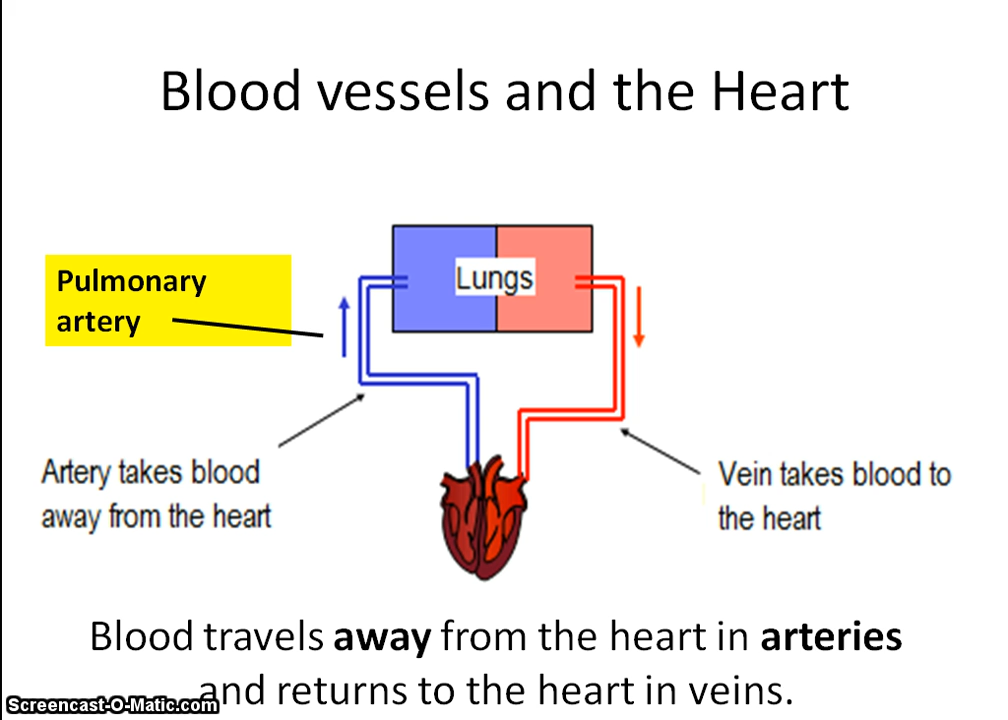 Blood vessels and the Heart
Pulmonary
artery
Lungs
Artery takes blood
away from the heart
Vein takes blood to
the heart
Blood travels away from the heart in arteries
and returns to the heart in veins.
Screencast-O-Matic.com